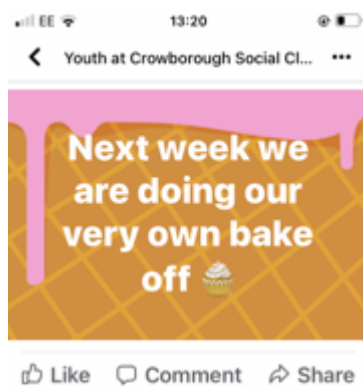 EE 13:20
Youth at Crowborough Social Cl...
Next week we
are doing our
very own bake
off 🧁
Like Comment Share